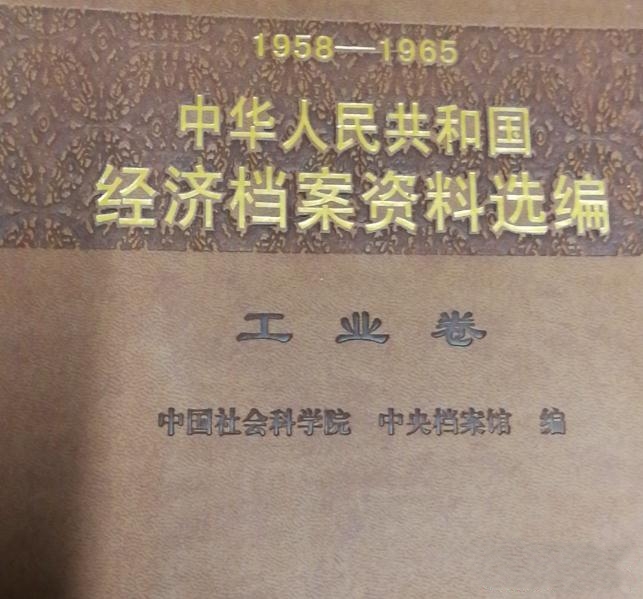 1958—1965
中华人民共和国
经济档案资料选编
工业卷
中国社会科学院 中央档案馆 编